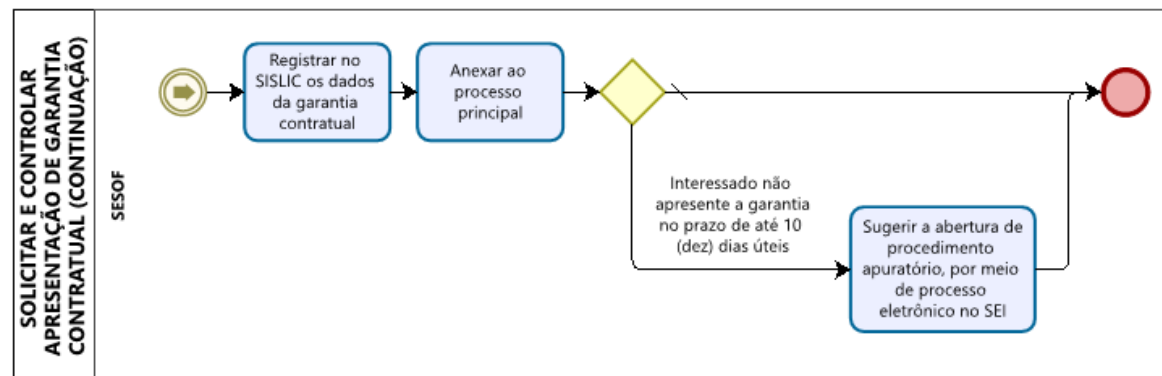 SOLICITAR E CONTROLAR
APRESENTAÇÃO DE GARANTIA
CONTRATUAL (CONTINUAÇÃO)
SESOF
Registrar no
SISLIC os dados
da garantia
contratual
Anexar ao
processo
principal
Interessado não
apresente a garantia
no prazo de até 10
(dez) dias úteis
Sugerir a abertura de
procedimento
apuratório, por meio
de processo
eletrônico no SEI